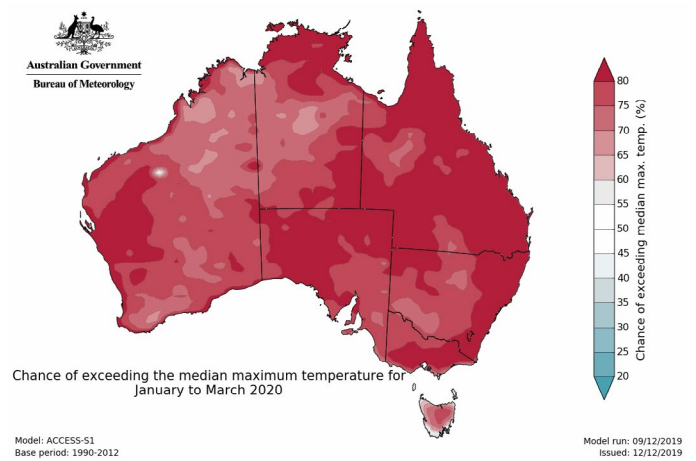 Australian Government
Bureau of Meteorology
80
75
70
65
60
55
50
45
40
35
30
25
20
Chance of exceeding median max. temp. (%)
Chance of exceeding the median maximum temperature for
January to March 2020
Model: ACCESS-S1
Base period: 1990-2012
Model run: 09/12/2019
Issued: 12/12/2019